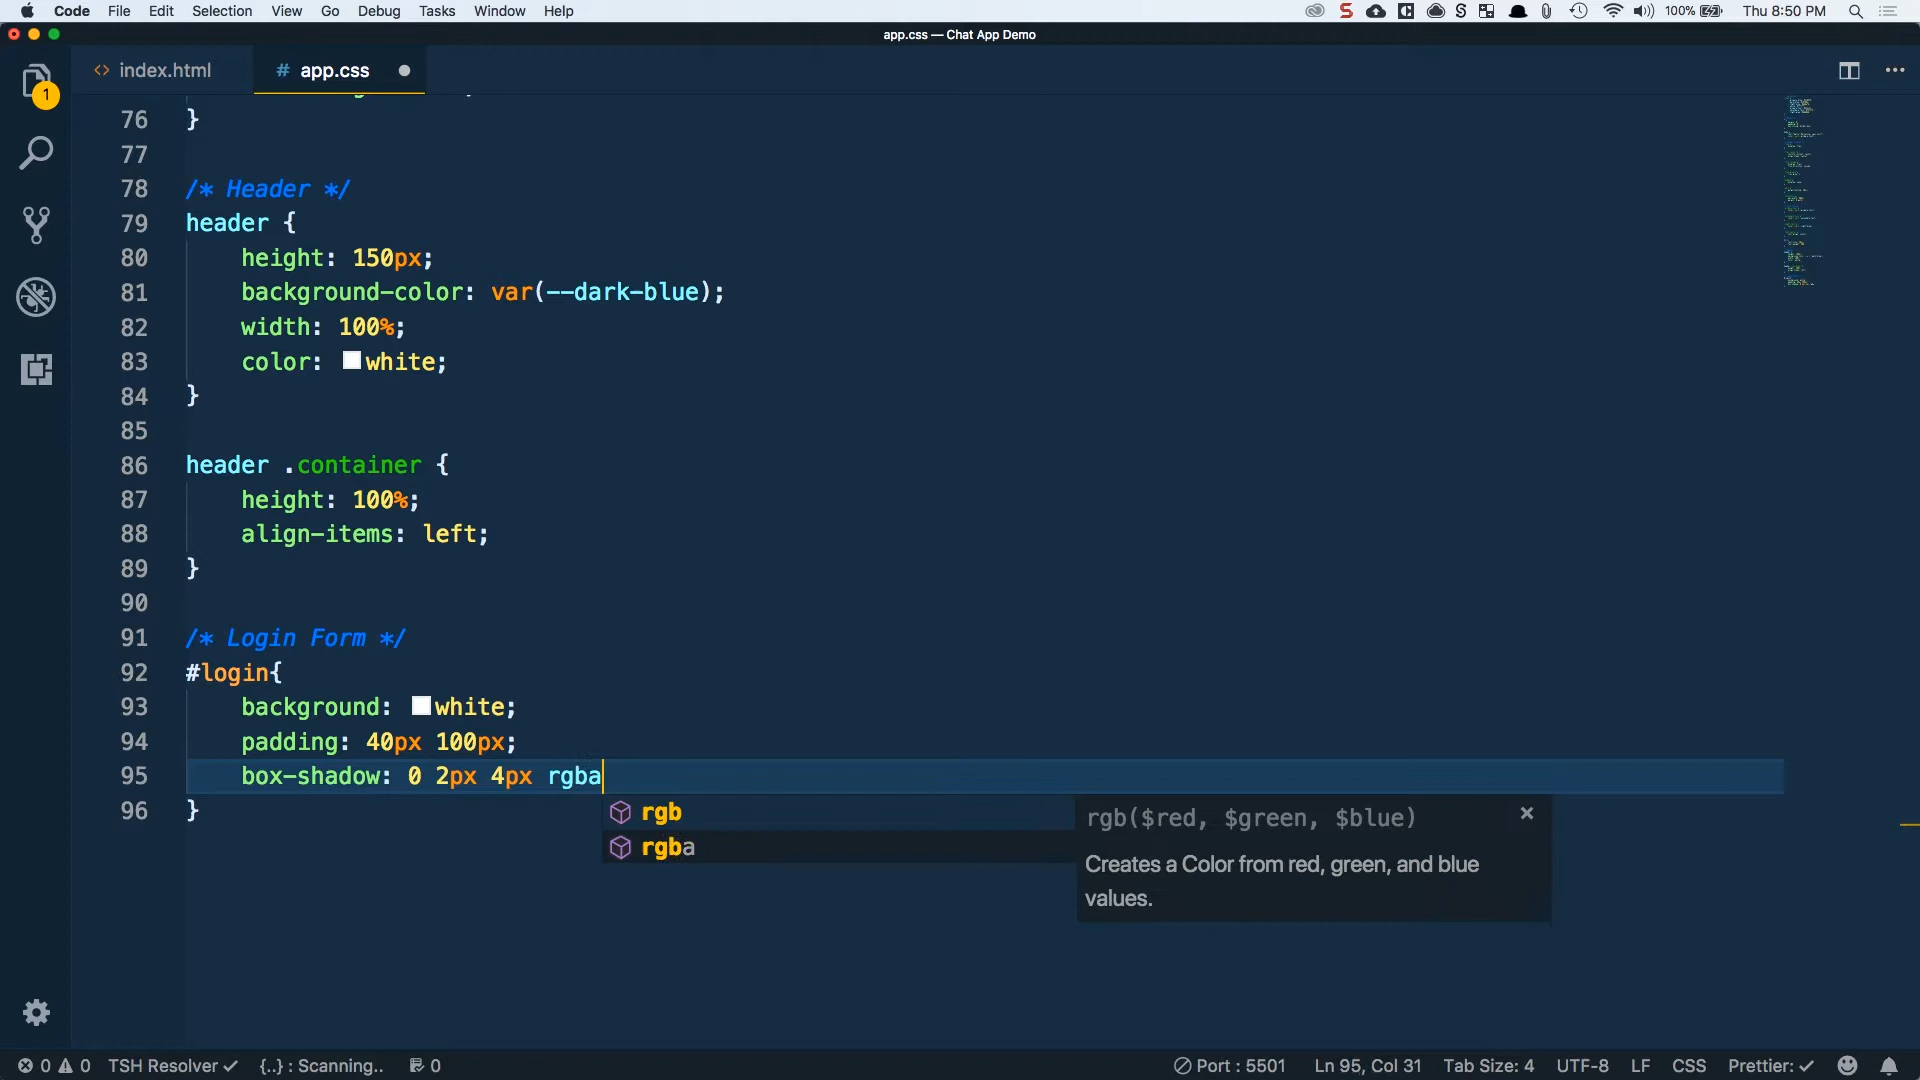 Code File Edit Selection View Go Debug Tasks Window Help 100% Thu 8:50 PM
app.css — Chat App Demo
<> index.html # app.css
1
76 }
77
78 /* Header */
79 header {
80 height: 150px;
81 background-color: var(--dark-blue);
82 width: 100%;
83 color: white;
84 }
85
86 header .container {
87 height: 100%;
88 align-items: left;
89 }
90
91 /* Login Form */
92 #login{
93 background: white;
94 padding: 40px 100px;
95 box-shadow: 0 2px 4px rgba
96 }
rgb
rgba
rgb($red, $green, $blue) ×
Creates a Color from red, green, and blue
values.
0 0 TSH Resolver ✓ {..} : Scanning.. 0 Port : 5501 Ln 95, Col 31 Tab Size: 4 UTF-8 LF CSS Prettier: ✓